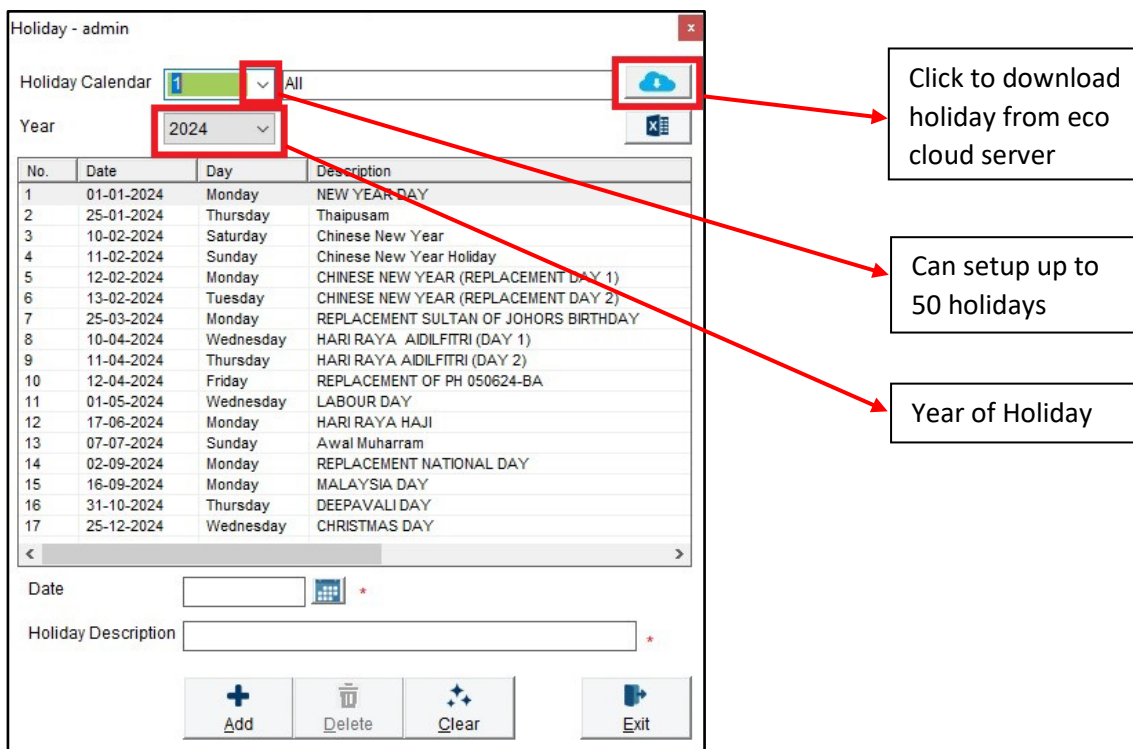 Holiday - admin
x
Holiday Calendar 1 All
Year 2024
No. Date Day Description
1 01-01-2024 Monday NEW YEAR DAY
2 25-01-2024 Thursday Thaipusam
3 10-02-2024 Saturday Chinese New Year
4 11-02-2024 Sunday Chinese New Year Holiday
5 12-02-2024 Monday CHINESE NEW YEAR (REPLACEMENT DAY 1)
6 13-02-2024 Tuesday CHINESE NEW YEAR (REPLACEMENT DAY 2)
7 25-03-2024 Monday REPLACEMENT SULTAN OF JOHORS BIRTHDAY
8 10-04-2024 Wednesday HARI RAYA  AIDILFITRI (DAY 1)
9 11-04-2024 Thursday HARI RAYA AIDILFITRI (DAY 2)
10 12-04-2024 Friday REPLACEMENT OF PH 050624-BA
11 01-05-2024 Wednesday LABOUR DAY
12 17-06-2024 Monday HARI RAYA HAJI
13 07-07-2024 Sunday Awal Muharram
14 02-09-2024 Monday REPLACEMENT NATIONAL DAY
15 16-09-2024 Monday MALAYSIA DAY
16 31-10-2024 Thursday DEEPAVALI DAY
17 25-12-2024 Wednesday CHRISTMAS DAY
Date *
Holiday Description *
Add Delete Clear Exit
Click to download
holiday from eco
cloud server
Can setup up to
50 holidays
Year of Holiday